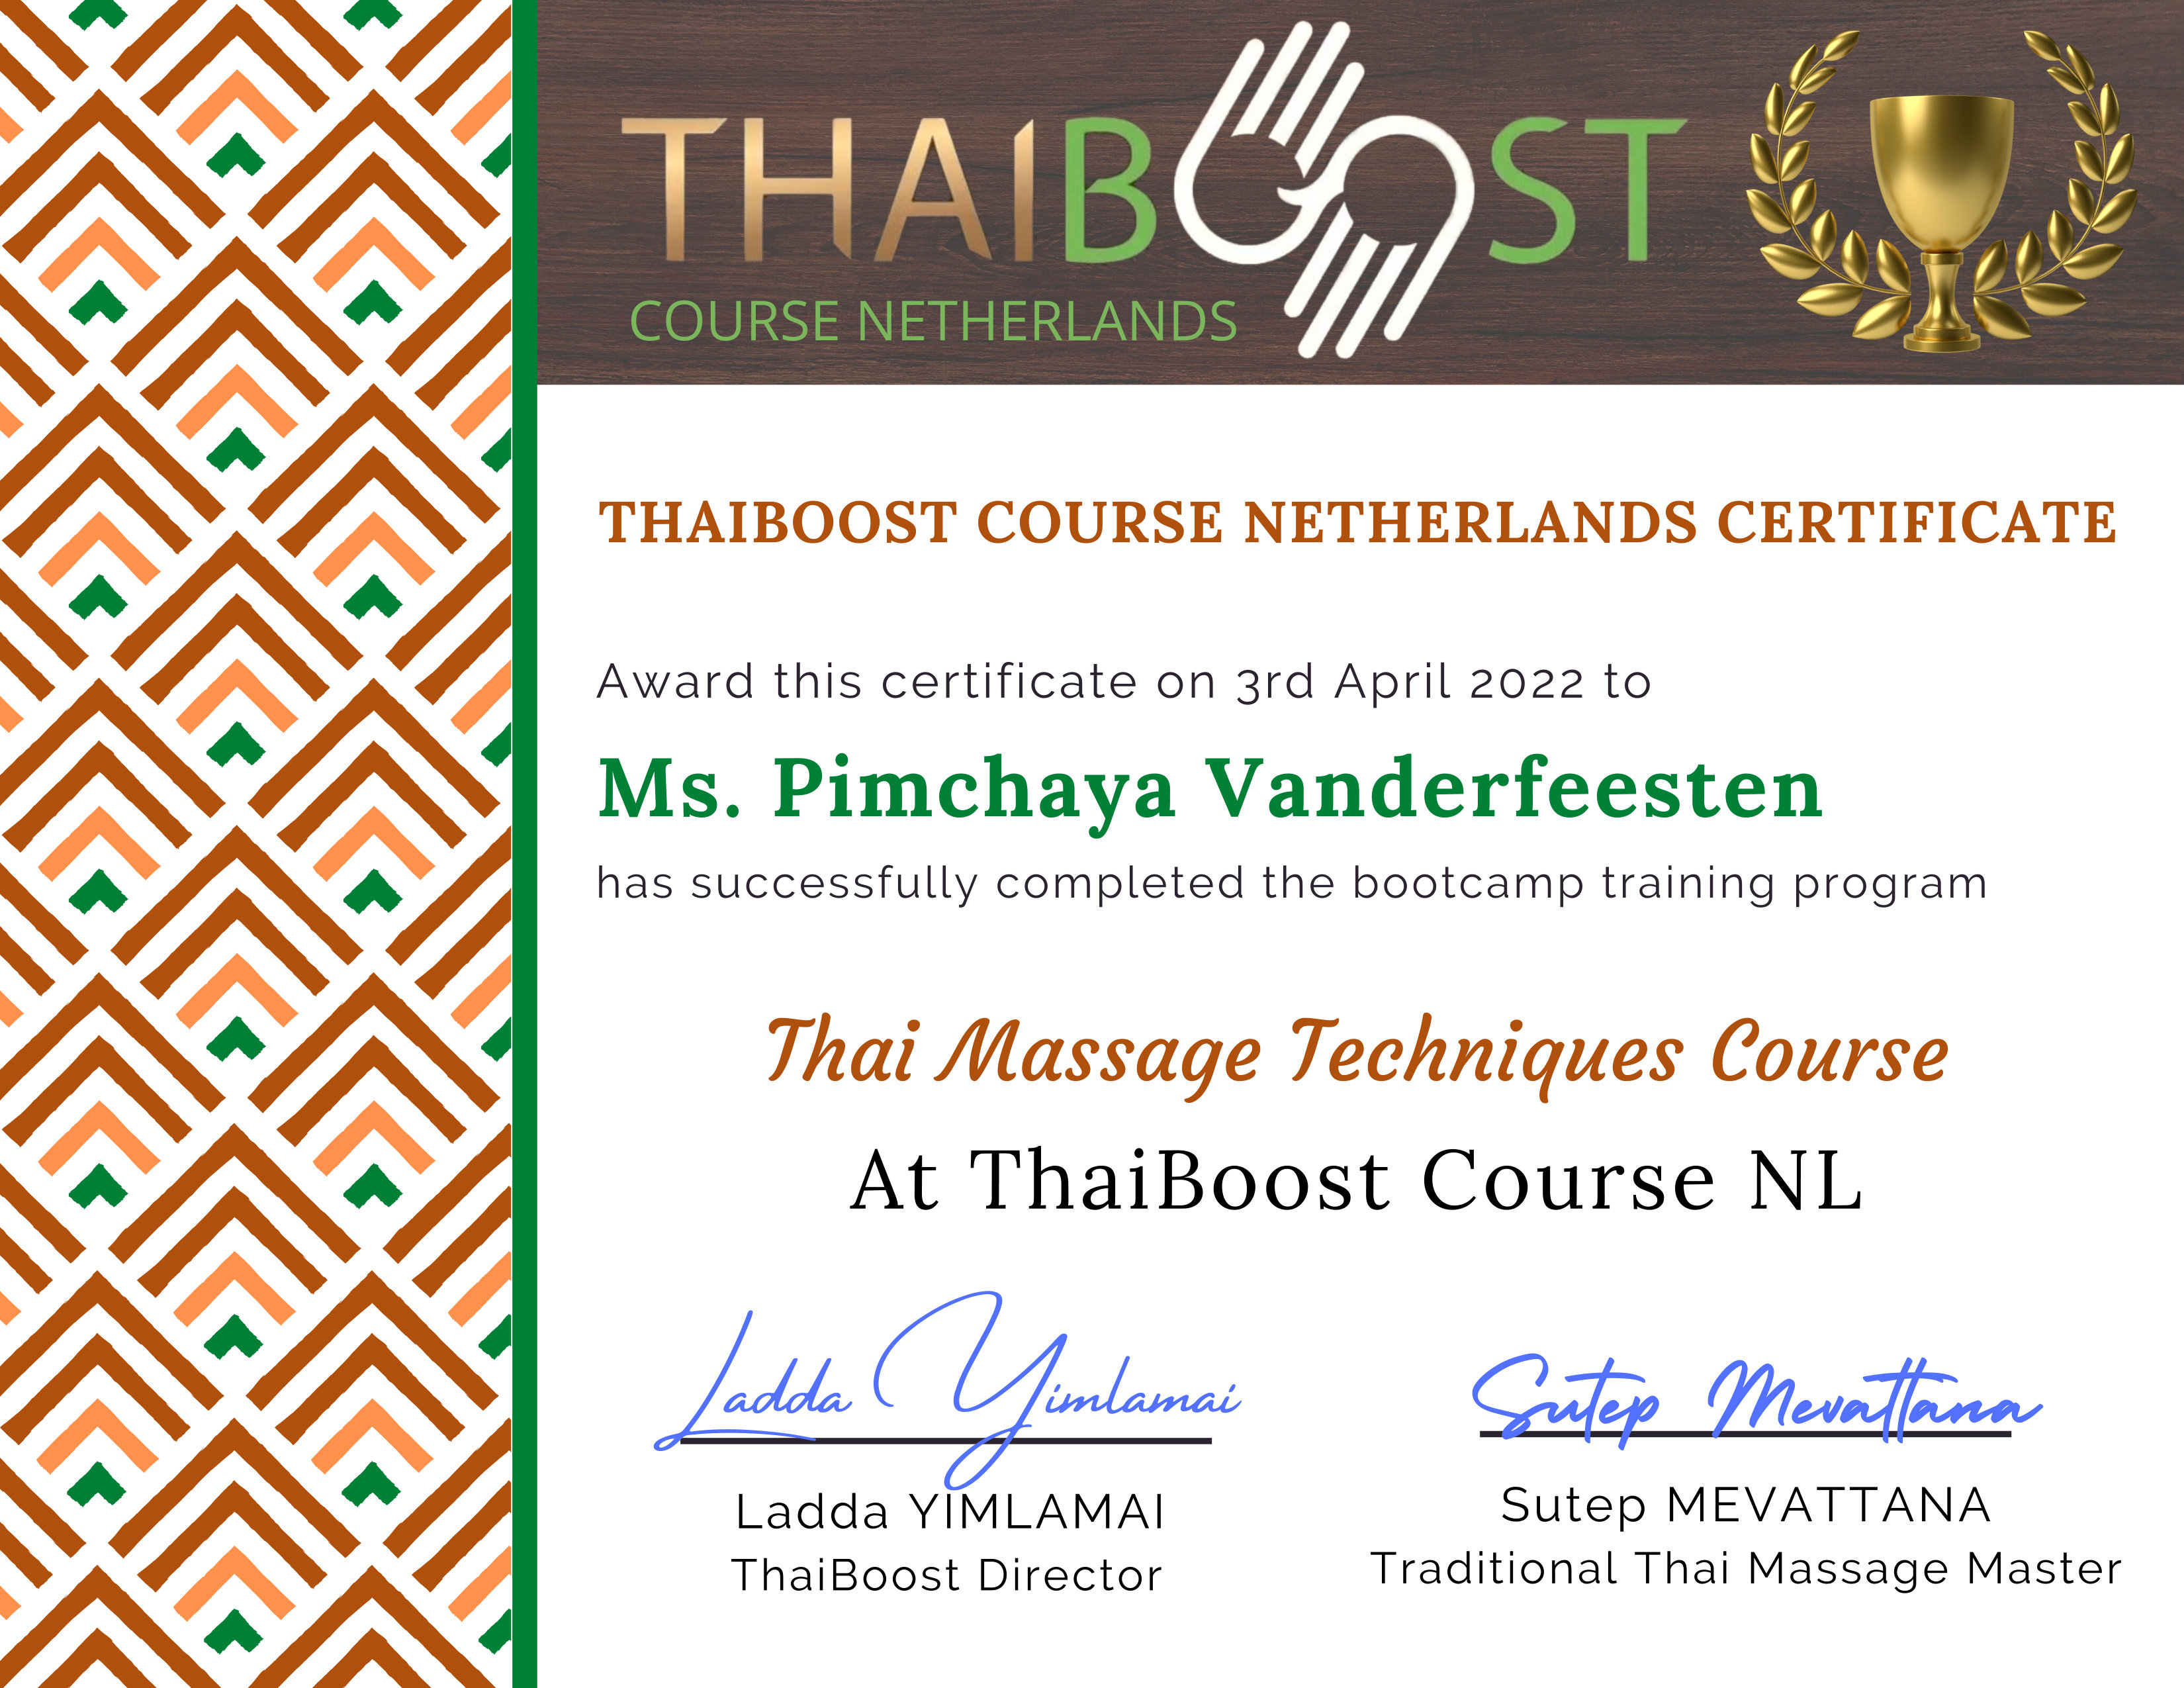 THAIBOOST
COURSE NETHERLANDS
THAIBOOST COURSE NETHERLANDS CERTIFICATE
Award this certificate on 3rd April 2022 to
Ms. Pimchaya Vanderfeesten
has successfully completed the bootcamp training program
Thai Massage Techniques Course
At ThaiBoost Course NL
Ladda Yimlamai
Sutep Mevattana
Ladda YIMLAMAI
Sutep MEVATTANA
ThaiBoost Director
Traditional Thai Massage Master